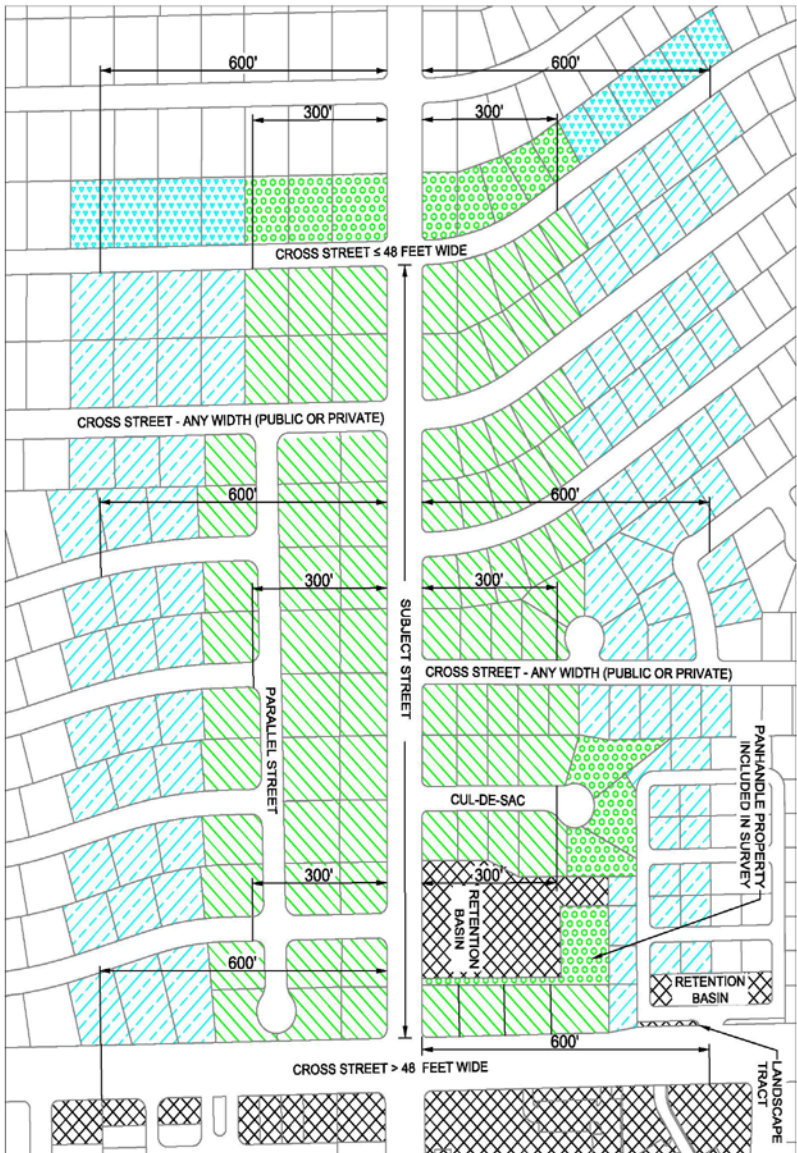 600'
600'
300'
300'
CROSS STREET ≤ 48 FEET WIDE
CROSS STREET - ANY WIDTH (PUBLIC OR PRIVATE)
600'
600'
300'
300'
SUBJECT STREET
CROSS STREET - ANY WIDTH (PUBLIC OR PRIVATE)
PARALLEL STREET
PANHANDLE PROPERTY
INCLUDED IN SURVEY
CUL-DE-SAC
300'
300'
RETENTION
BASIN
600'
RETENTION
BASIN
600'
CROSS STREET > 48 FEET WIDE
LANDSCAPE
TRACT